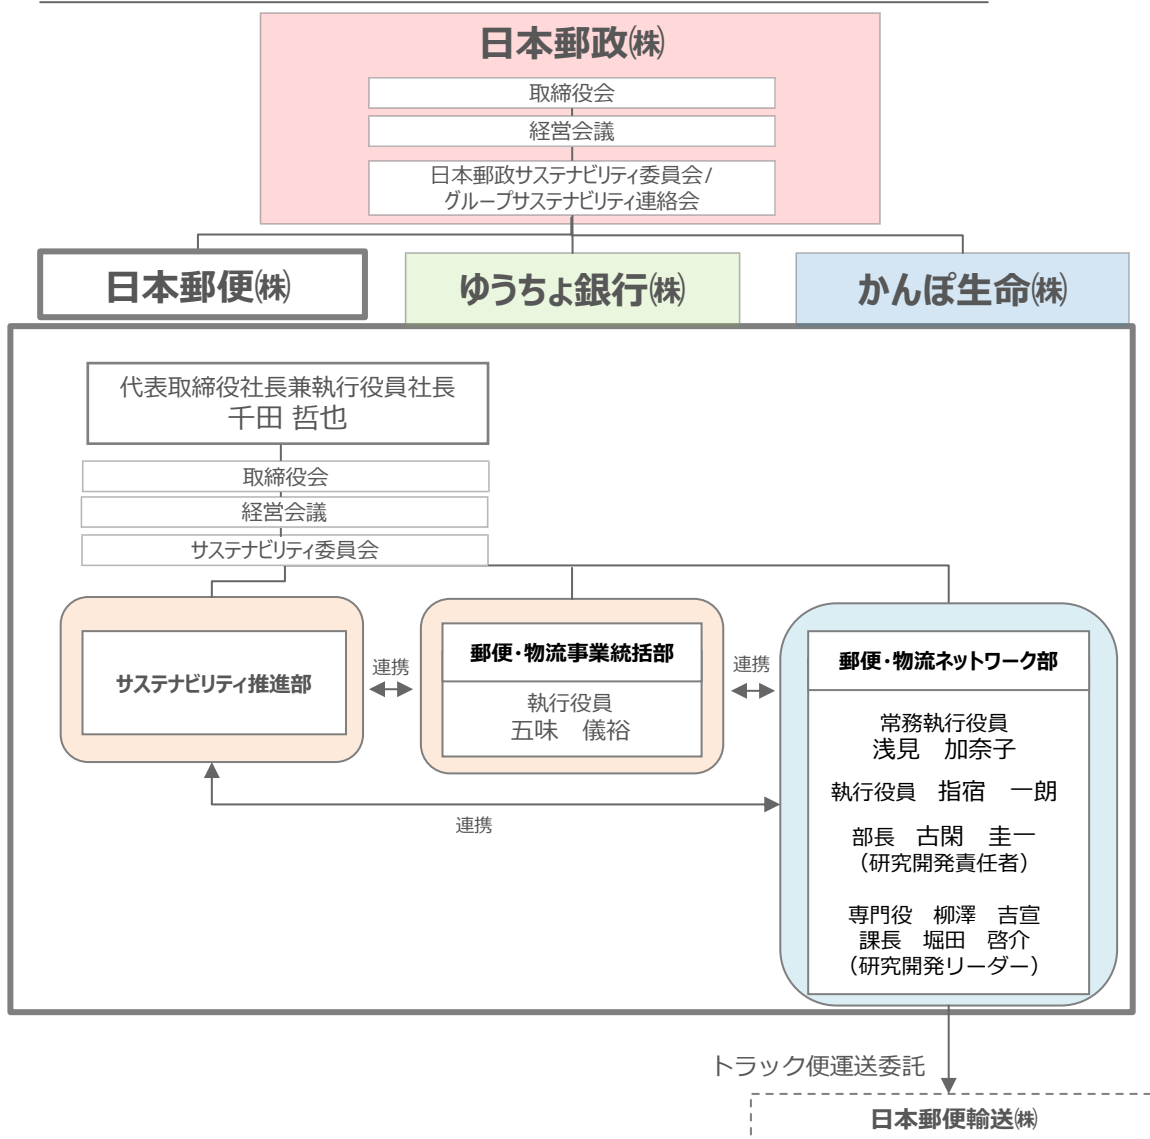 日本郵政㈱
取締役会
経営会議
日本郵政サステナビリティ委員会/
グループサステナビリティ連絡会
日本郵便㈱
ゆうちょ銀行㈱
かんぽ生命㈱
代表取締役社長兼執行役員社長
千田 哲也
取締役会
経営会議
サステナビリティ委員会
サステナビリティ推進部
連携
郵便・物流事業統括部
執行役員
五味　儀裕
連携
郵便・物流ネットワーク部
常務執行役員
浅見　加奈子
執行役員　指宿　一朗
部長　古閑　圭一
（研究開発責任者）
専門役　柳澤　吉宣
課長　堀田　啓介
（研究開発リーダー）
連携
トラック便運送委託
日本郵便輸送㈱